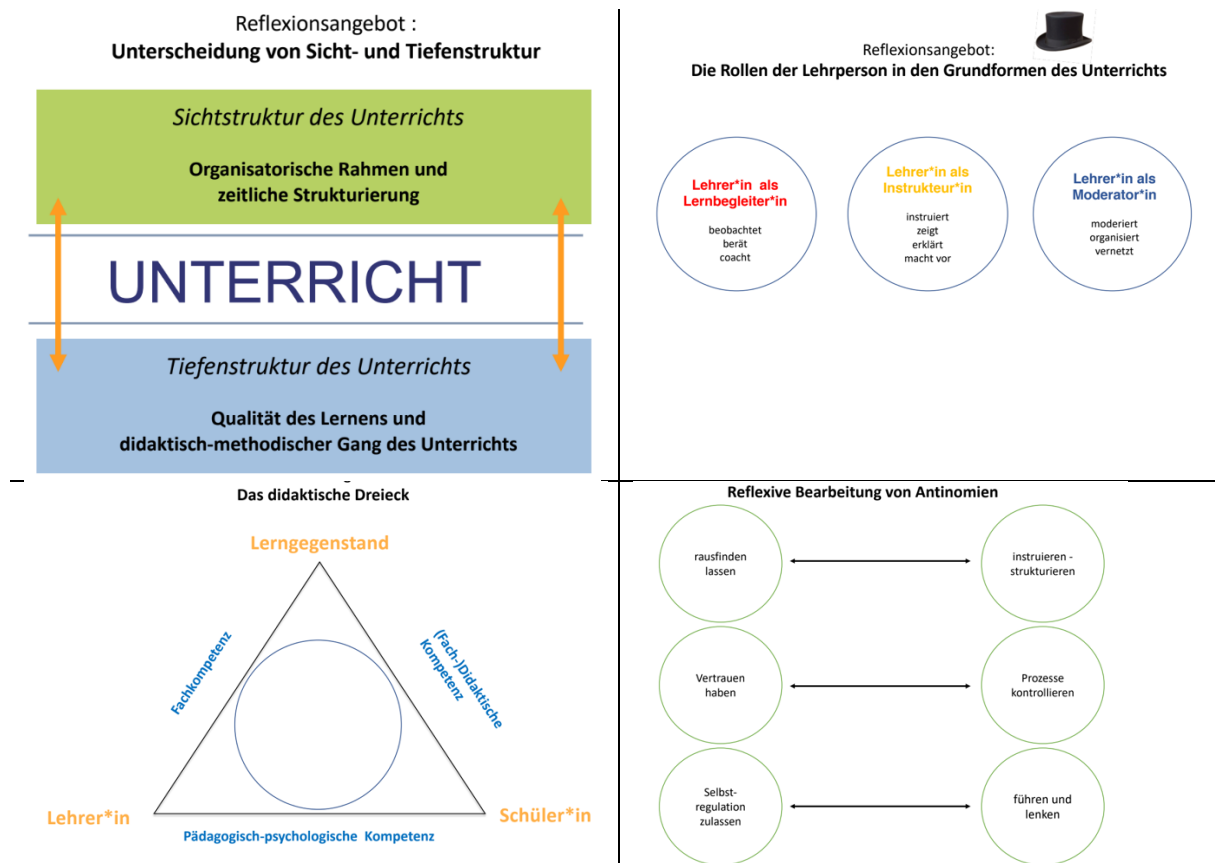 Reflexionsangebot :
Unterscheidung von Sicht- und Tiefenstruktur
Sichtstruktur des Unterrichts
Organisatorische Rahmen und
zeitliche Strukturierung
UNTERRICHT
Tiefenstruktur des Unterrichts
Qualität des Lernens und
didaktisch-methodischer Gang des Unterrichts
Reflexionsangebot:
Die Rollen der Lehrperson in den Grundformen des Unterrichts
Lehrer*in als
Lernbegleiter*in
beobachtet
berät
coacht
Lehrer*in als
Instrukteur*in
instruiert
zeigt
erklärt
macht vor
Lehrer*in als
Moderator*in
moderiert
organisiert
vernetzt
Das didaktische Dreieck
Lerngegenstand
Fachkompetenz
(Fach-)Didaktische
Kompetenz
Lehrer*in
Schüler*in
Pädagogisch-psychologische Kompetenz
Reflexive Bearbeitung von Antinomien
rausfinden
lassen
instruieren -
strukturieren
Vertrauen
haben
Prozesse
kontrollieren
Selbst-
regulation
zulassen
führen und
lenken